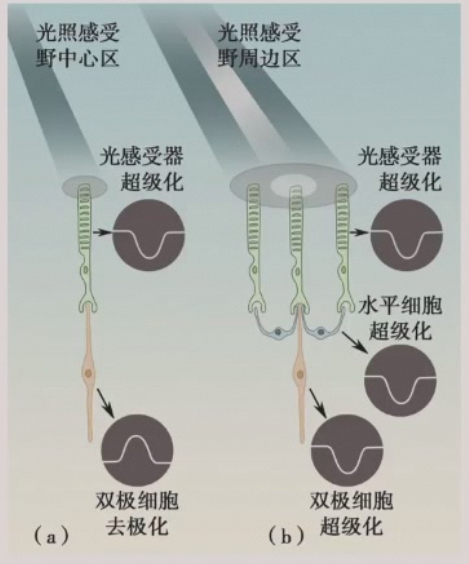 光照感受
野中心区
光照感受
野周边区
光感受器
超级化
光感受器
超级化
水平细胞
超级化
双极细胞
去极化
双极细胞
超级化
(a)
(b)